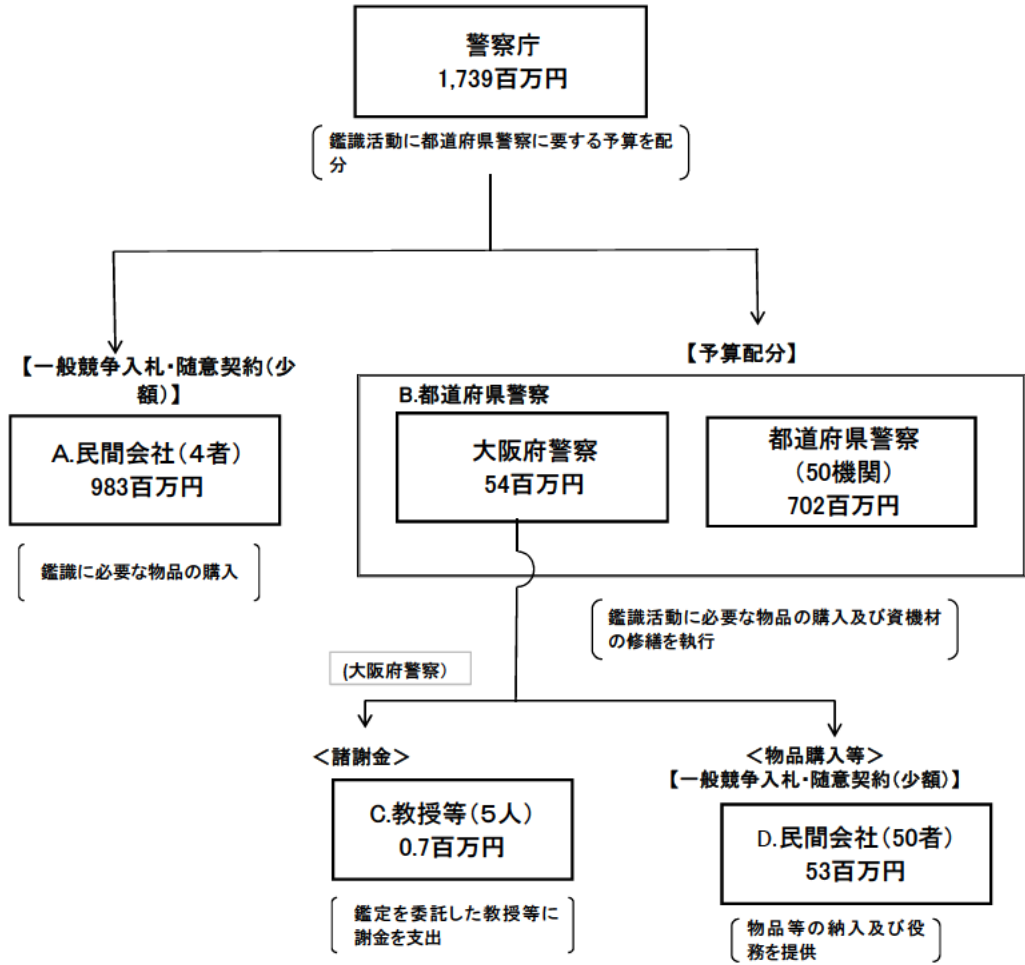 警察庁
1,739百万円
鑑識活動に都道府県警察に要する予算を配
分
【一般競争入札・随意契約(少
額)】
A.民間会社(4者)
983百万円
鑑識に必要な物品の購入
【予算配分】
B.都道府県警察
大阪府警察
54百万円
都道府県警察
(50機関)
702百万円
鑑識活動に必要な物品の購入及び資機材
の修繕を執行
(大阪府警察)
＜諸謝金＞
C.教授等(5人)
0.7百万円
鑑定を委託した教授等に
謝金を支出
＜物品購入等＞
【一般競争入札・随意契約(少額)】
D.民間会社(50者)
53百万円
物品等の納入及び役
務を提供